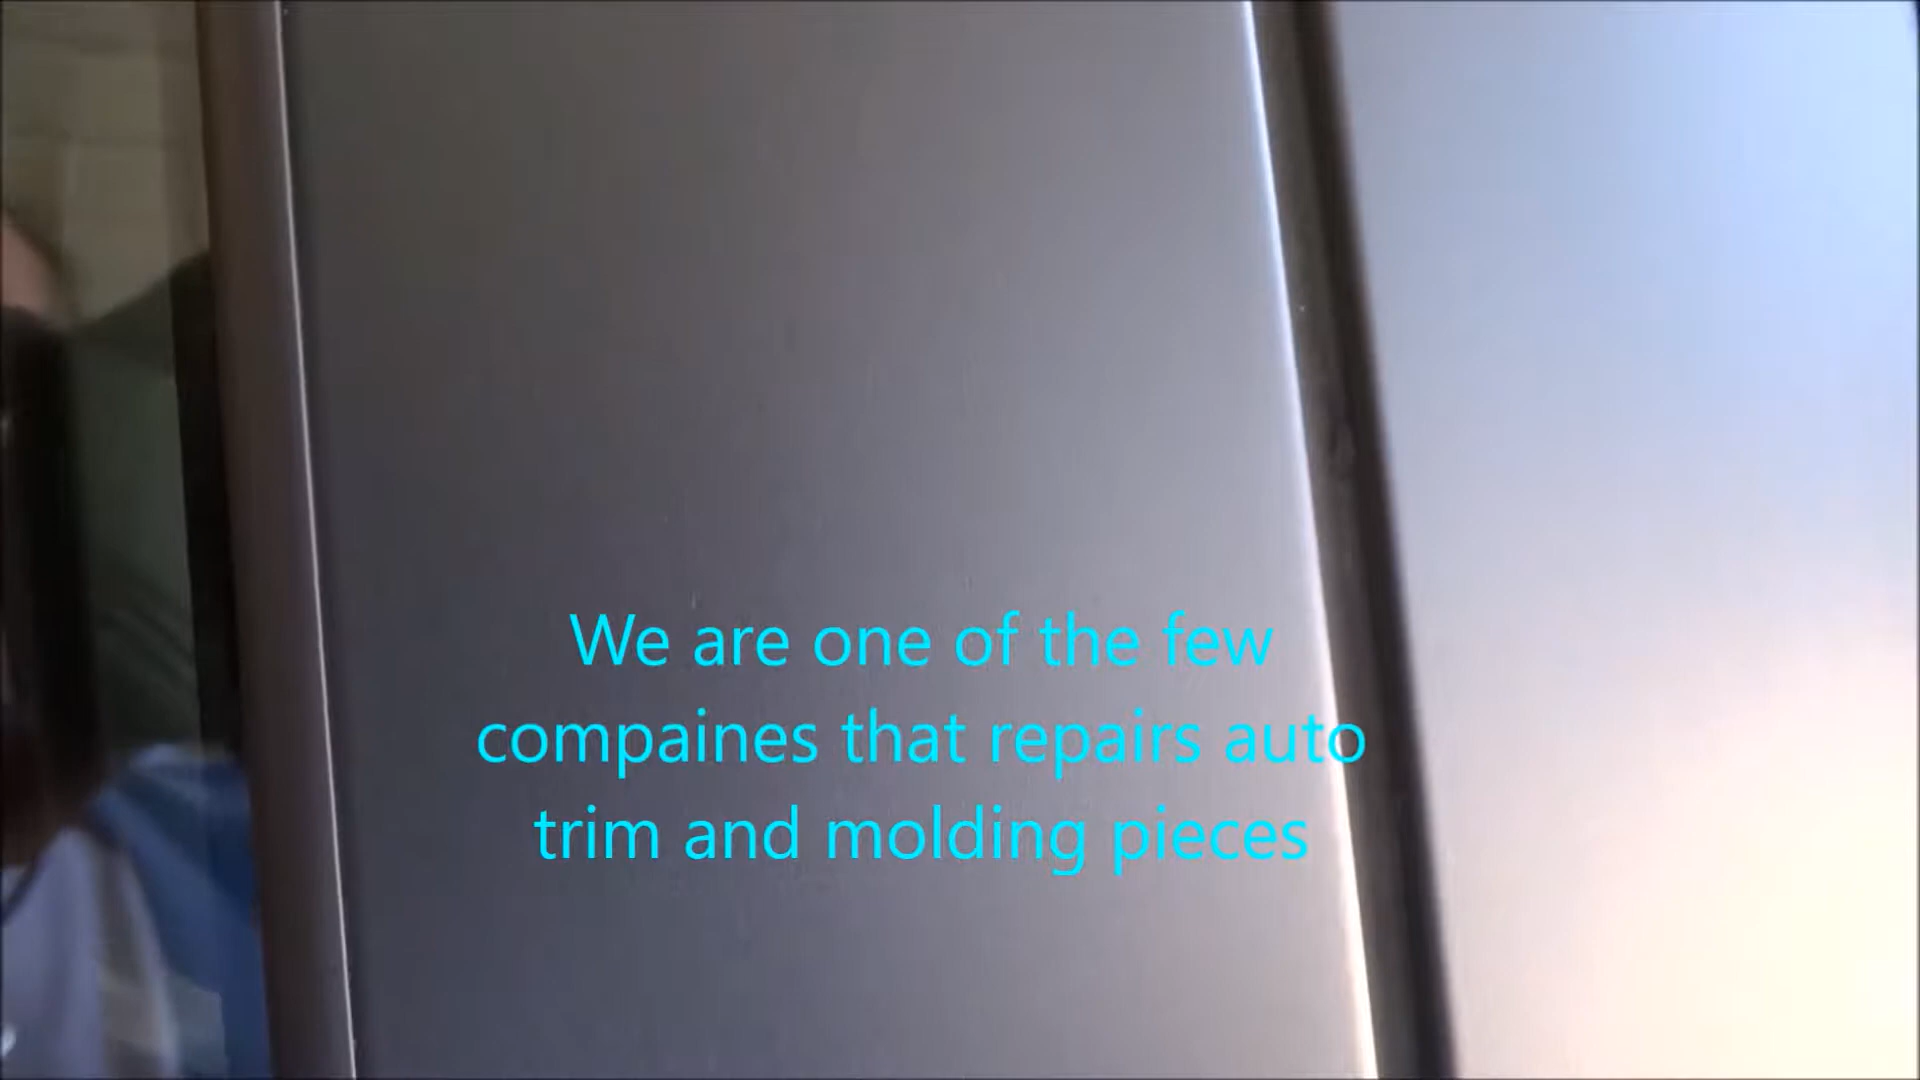 We are one of the few
compaines that repairs auto
trim and molding pieces